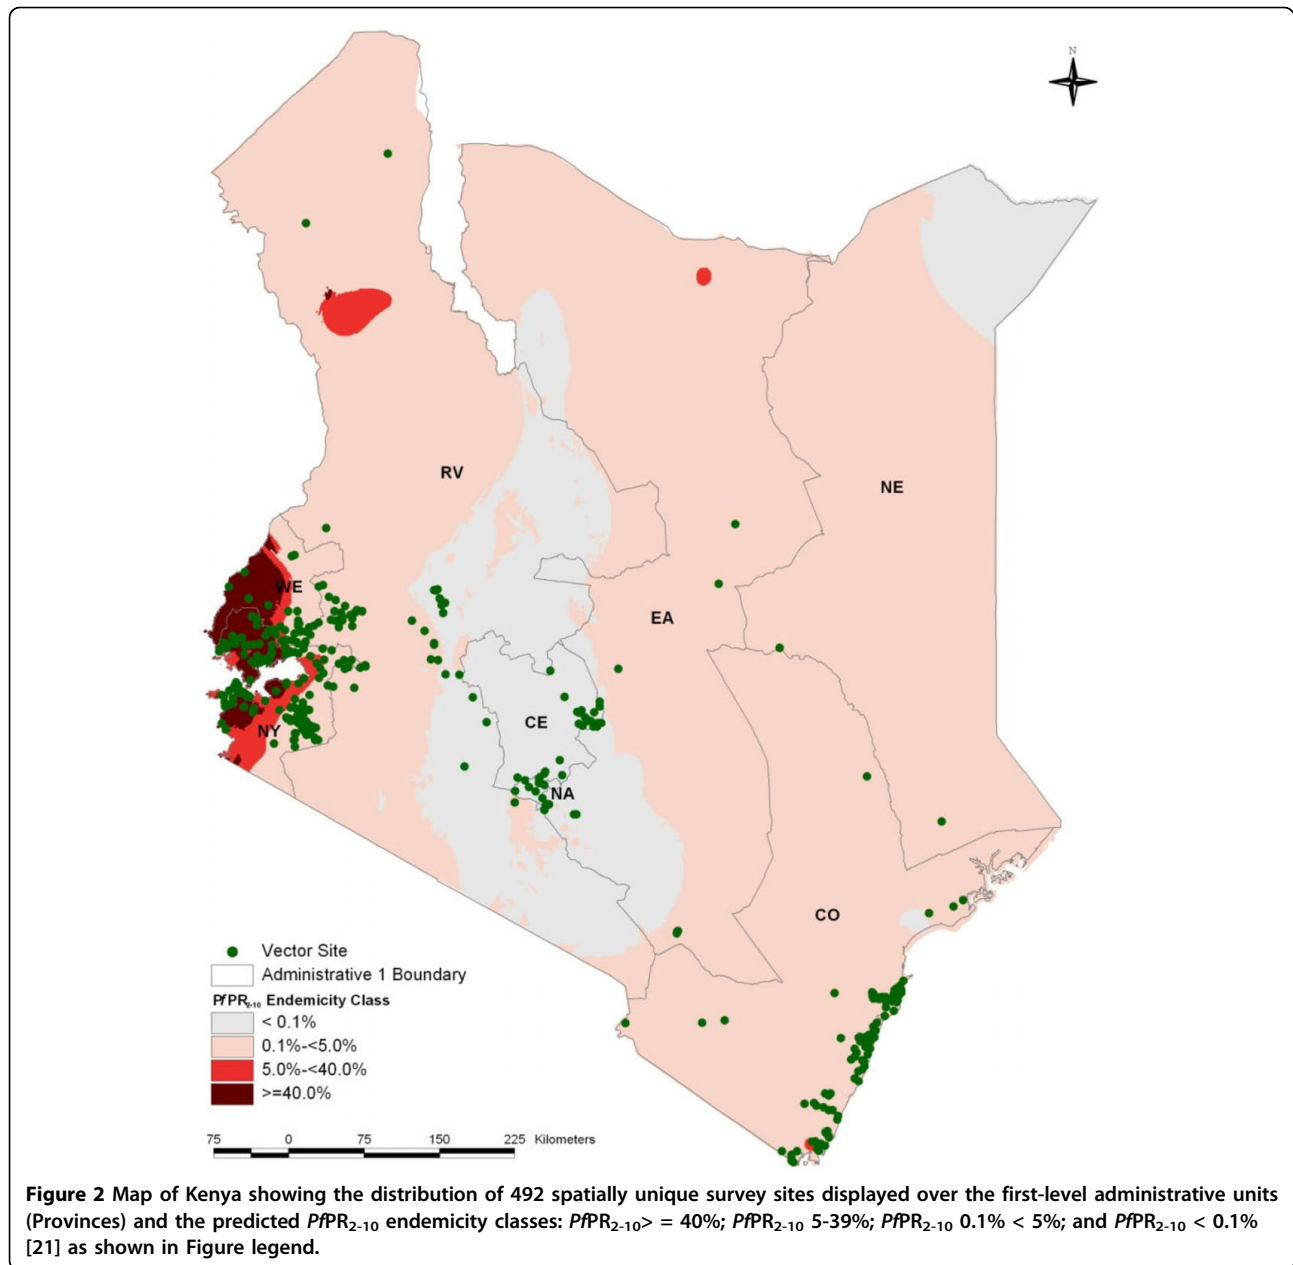 N
RV
NE
WE
EA
CE
NY
NA
CO
Vector Site
Administrative 1 Boundary
PfPR2-10 Endemicity Class
< 0.1%
0.1%-<5.0%
5.0%-<40.0%
>=40.0%
75 0 75 150 225 Kilometers
Figure 2 Map of Kenya showing the distribution of 492 spatially unique survey sites displayed over the first-level administrative units
(Provinces) and the predicted PfPR2-10 endemicity classes: PfPR2-10> = 40%; PfPR2-10 5-39%; PfPR2-10 0.1% < 5%; and PfPR2-10 < 0.1%
[21] as shown in Figure legend.